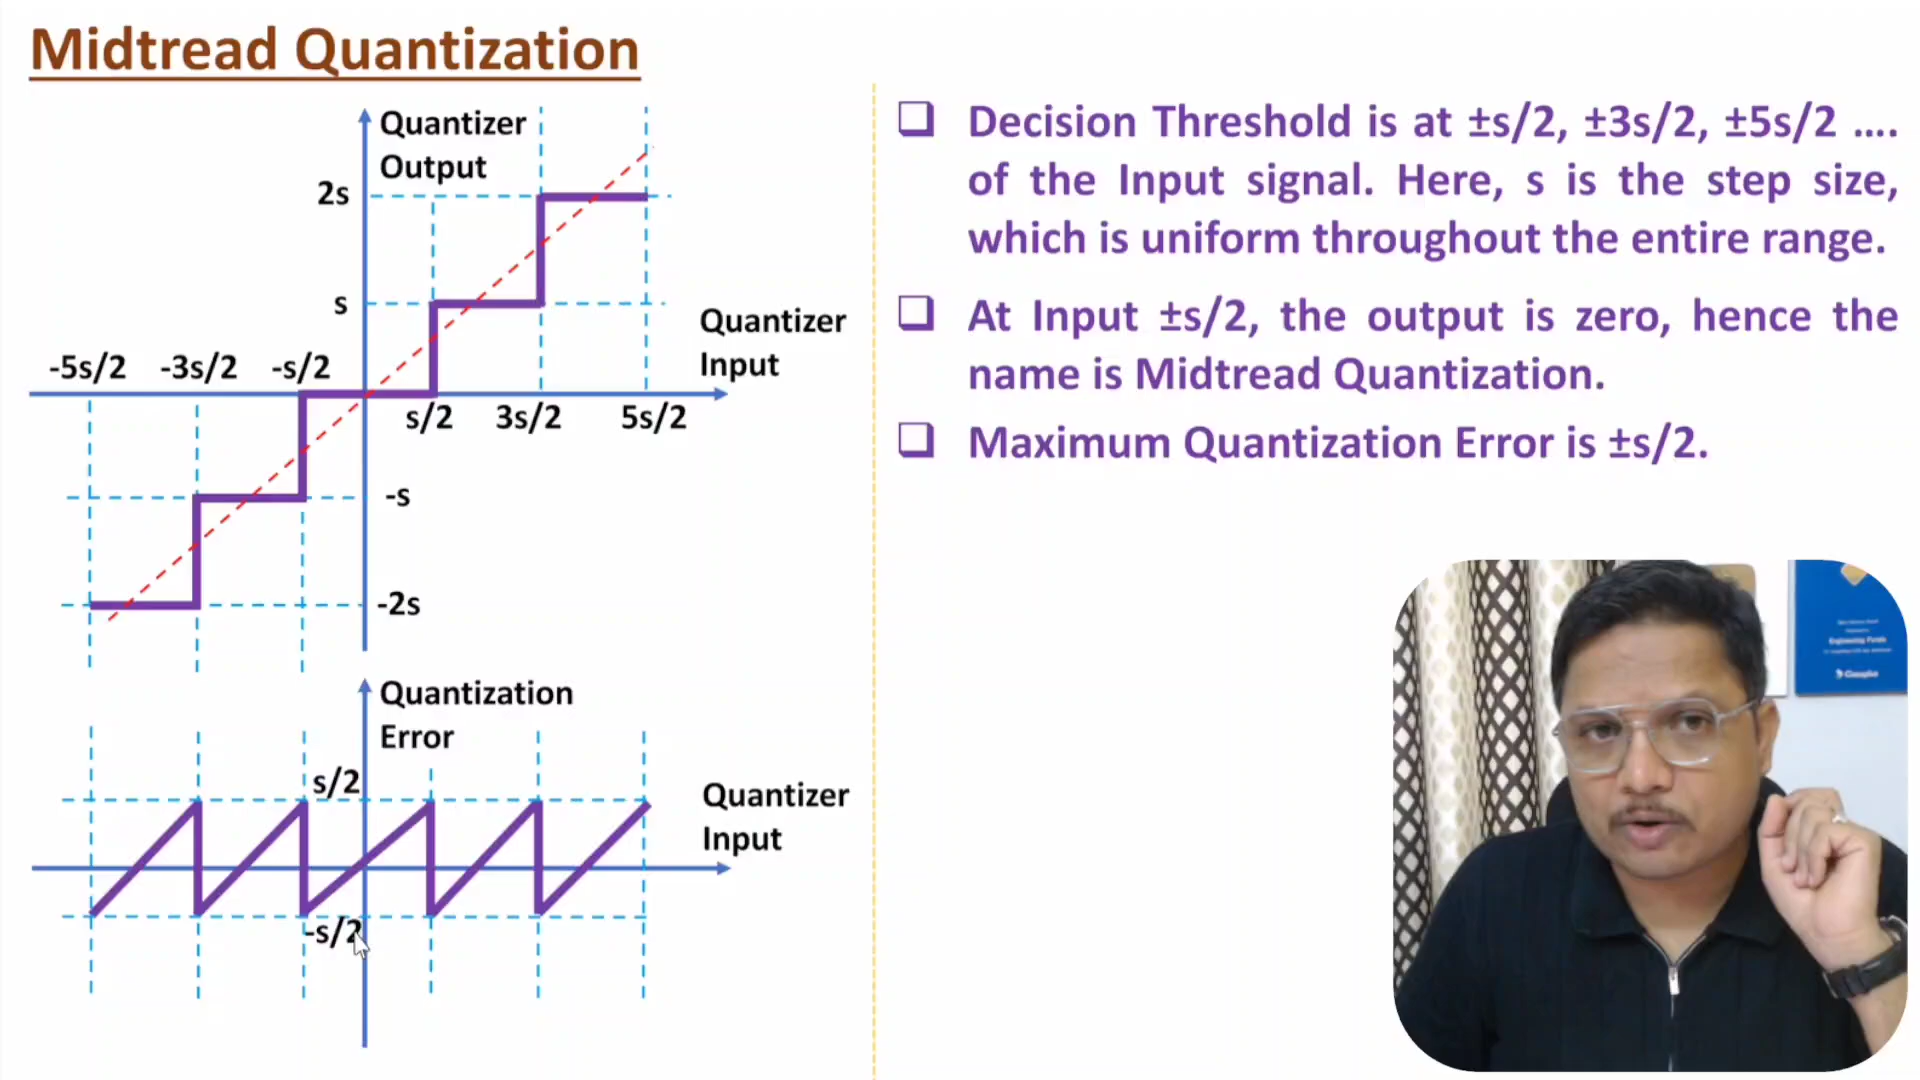 Midtread Quantization
Quantizer
Output
2s
s
Quantizer
Input
-5s/2 -3s/2 -s/2
s/2 3s/2 5s/2
-s
-2s
Quantization
Error
s/2
Quantizer
Input
-s/2
❑ Decision Threshold is at ±s/2, ±3s/2, ±5s/2 ....
of the Input signal. Here, s is the step size,
which is uniform throughout the entire range.
❑ At Input ±s/2, the output is zero, hence the
name is Midtread Quantization.
❑ Maximum Quantization Error is ±s/2.
Engineering Funda